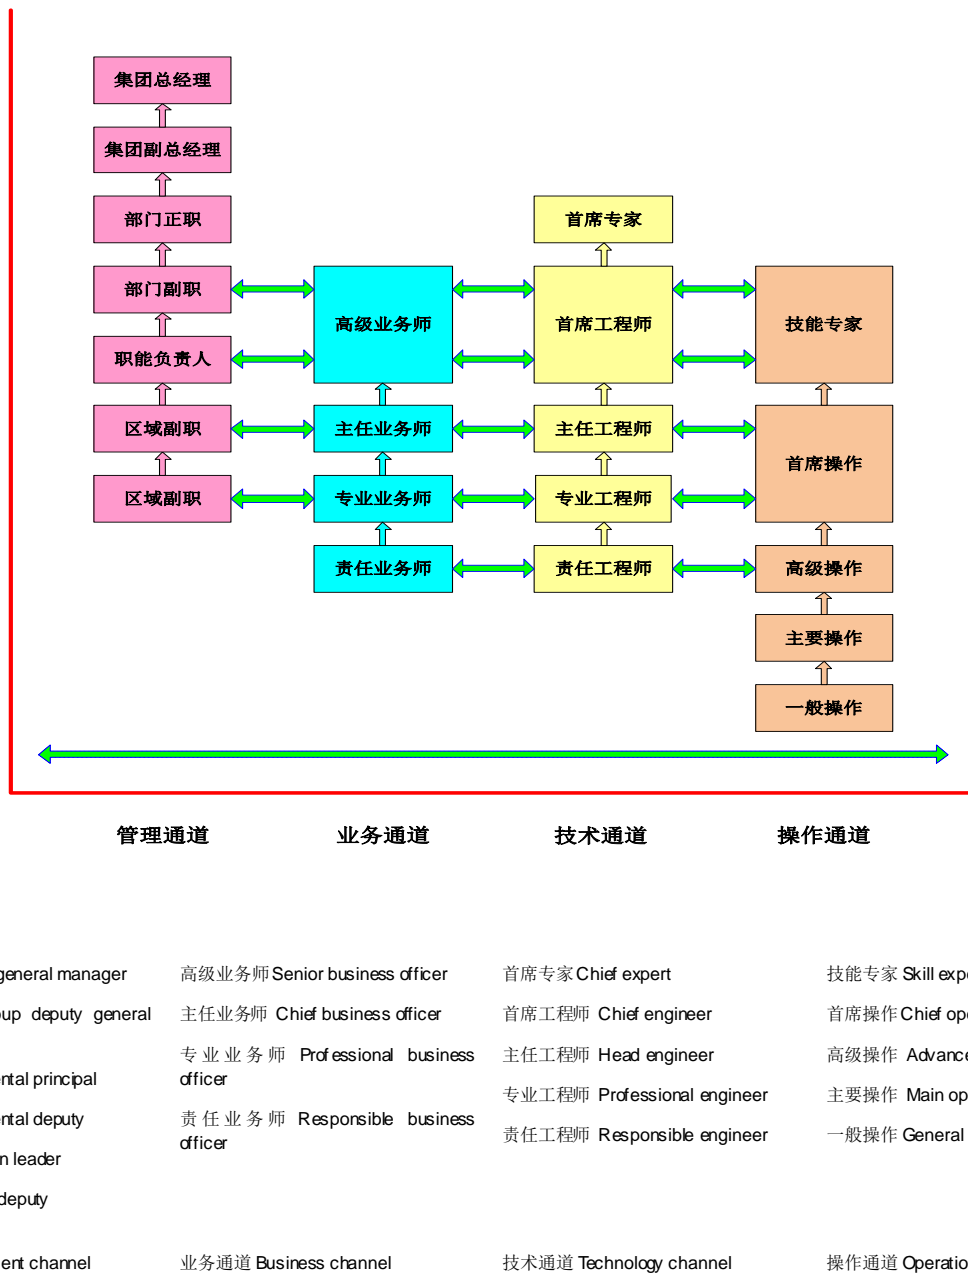 集团总经理
集团副总经理
部门正职
首席专家
部门副职
高级业务师
首席工程师
技能专家
职能负责人
区域副职
主任业务师
主任工程师
首席操作
区域副职
专业业务师
专业工程师
责任业务师
责任工程师
高级操作
主要操作
一般操作
管理通道
业务通道
技术通道
操作通道
general manager
deputy general
principal
deputy
leader
deputy
channel
高级业务师 Senior business officer
主任业务师 Chief business officer
专业业务师 Professional business
officer
责任业务师 Responsible business
officer
业务通道 Business channel
首席专家 Chief expert
首席工程师 Chief engineer
主任工程师 Head engineer
专业工程师 Professional engineer
责任工程师 Responsible engineer
技术通道 Technology channel
技能专家 Skill
首席操作 Chief
高级操作
主要操作 Main
一般操作 General
操作通道